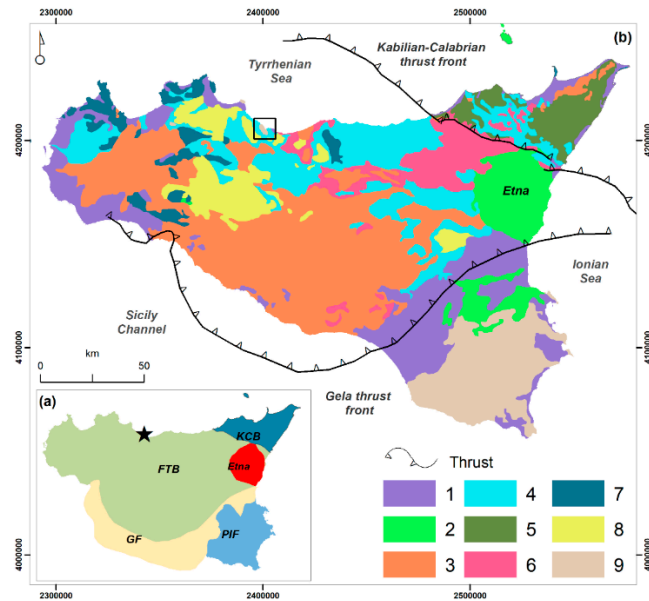 2300000 2400000 2500000
(b)
Kabilian-Calabrian
thrust front
Tyrrhenian
Sea
4200000
Etna
Ionian
Sea
Sicily
Channel
4100000
km
0 50
Gela thrust
front
(a)
KCB
Etna
FTB
GF
PIF
4000000
Thrust
1 4 7
2 5 8
3 6 9
2300000 2400000 2500000